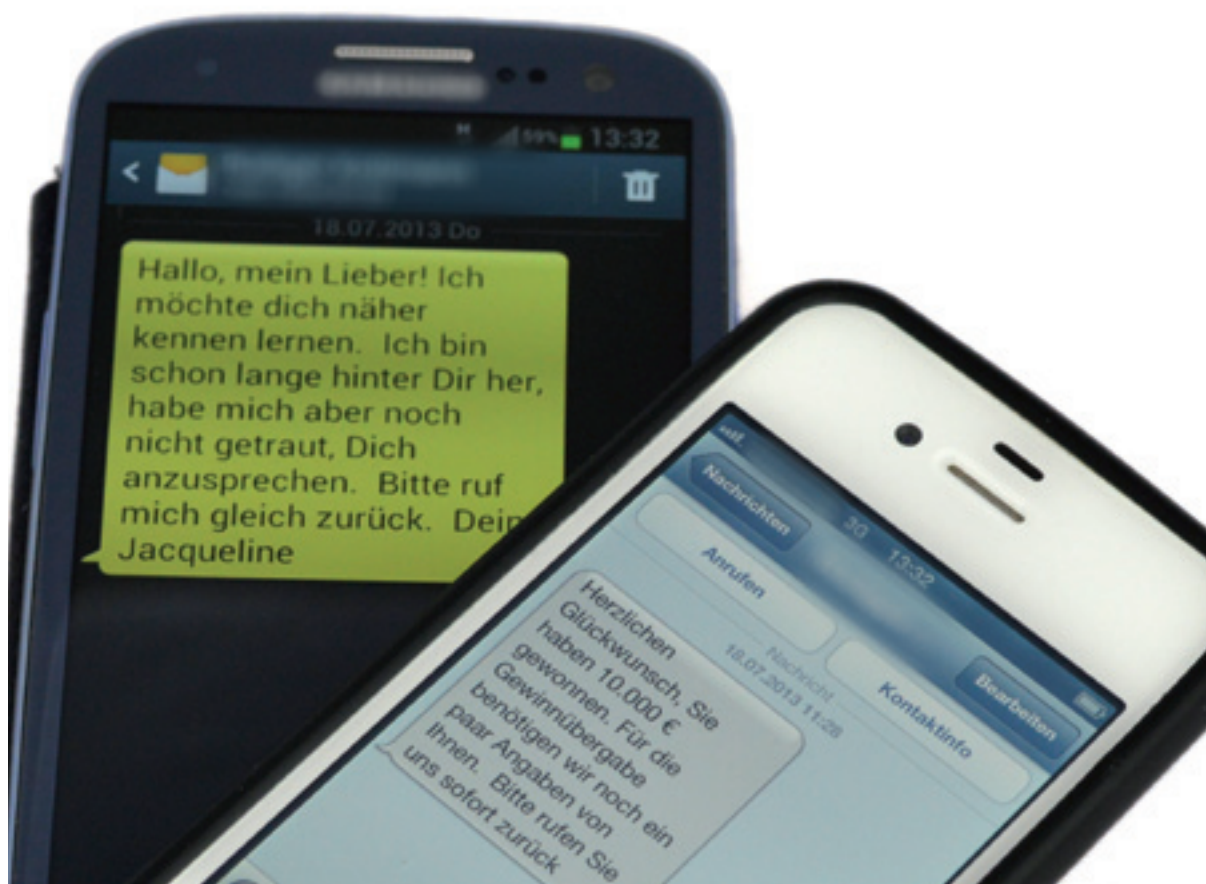 59% 13:32
18.07.2013 Do
Hallo, mein Lieber! Ich
möchte dich näher
kennen lernen. Ich bin
schon lange hinter Dir her,
habe mich aber noch
nicht getraut, Dich
anzusprechen. Bitte ruf
mich gleich zurück. Dein
Jacqueline
3G 13:32
Nachrichten
Bearbeiten
Anrufen
Kontaktinfo
Nachricht
18.07.2013 11:28
Herzlichen
Glückwunsch, Sie
haben 10.000 €
gewonnen. Für die
Gewinnübergabe
benötigen wir noch ein
paar Angaben von
Ihnen. Bitte rufen Sie
uns sofort zurück